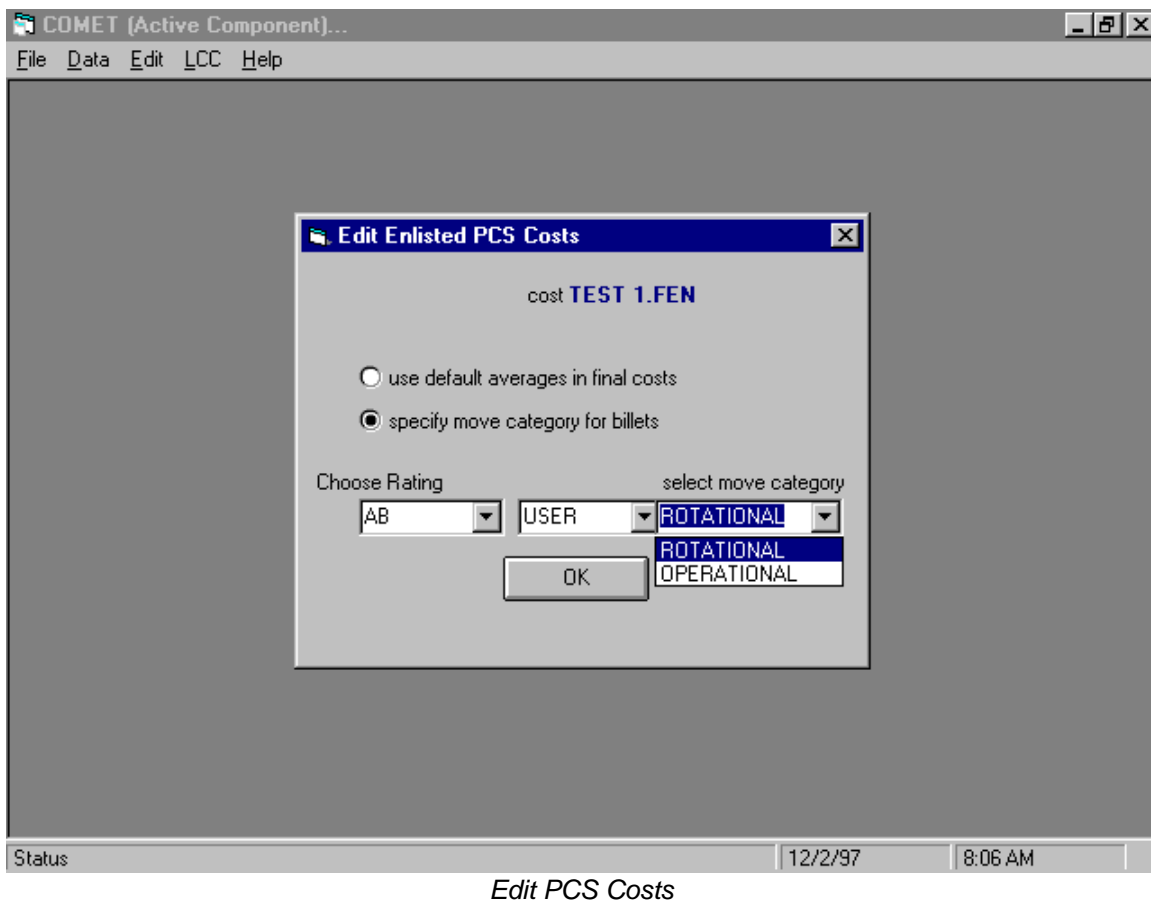 COMET (Active Component)...
File Data Edit LCC Help
Edit Enlisted PCS Costs
cost TEST 1.FEN
use default averages in final costs
specify move category for billets
Choose Rating select move category
AB USER ROTATIONAL
ROTATIONAL
OK OPERATIONAL
Status 12/2/97 8:06 AM
Edit PCS Costs